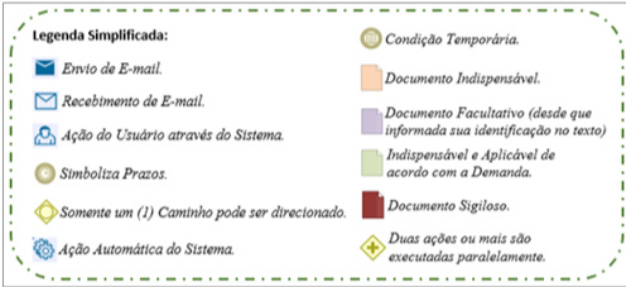 Legenda Simplificada:
Envio de E-mail.
Recebimento de E-mail.
Ação do Usuário através do Sistema.
Simboliza Prazos.
Somente um (1) Caminho pode ser direcionado.
Ação Automática do Sistema.
Condição Temporária.
Documento Indispensável.
Documento Facultativo (desde que
informada sua identificação no texto)
Indispensável e Aplicável de
acordo com a Demanda.
Documento Sigiloso.
Duas ações ou mais são
executadas paralelamente.